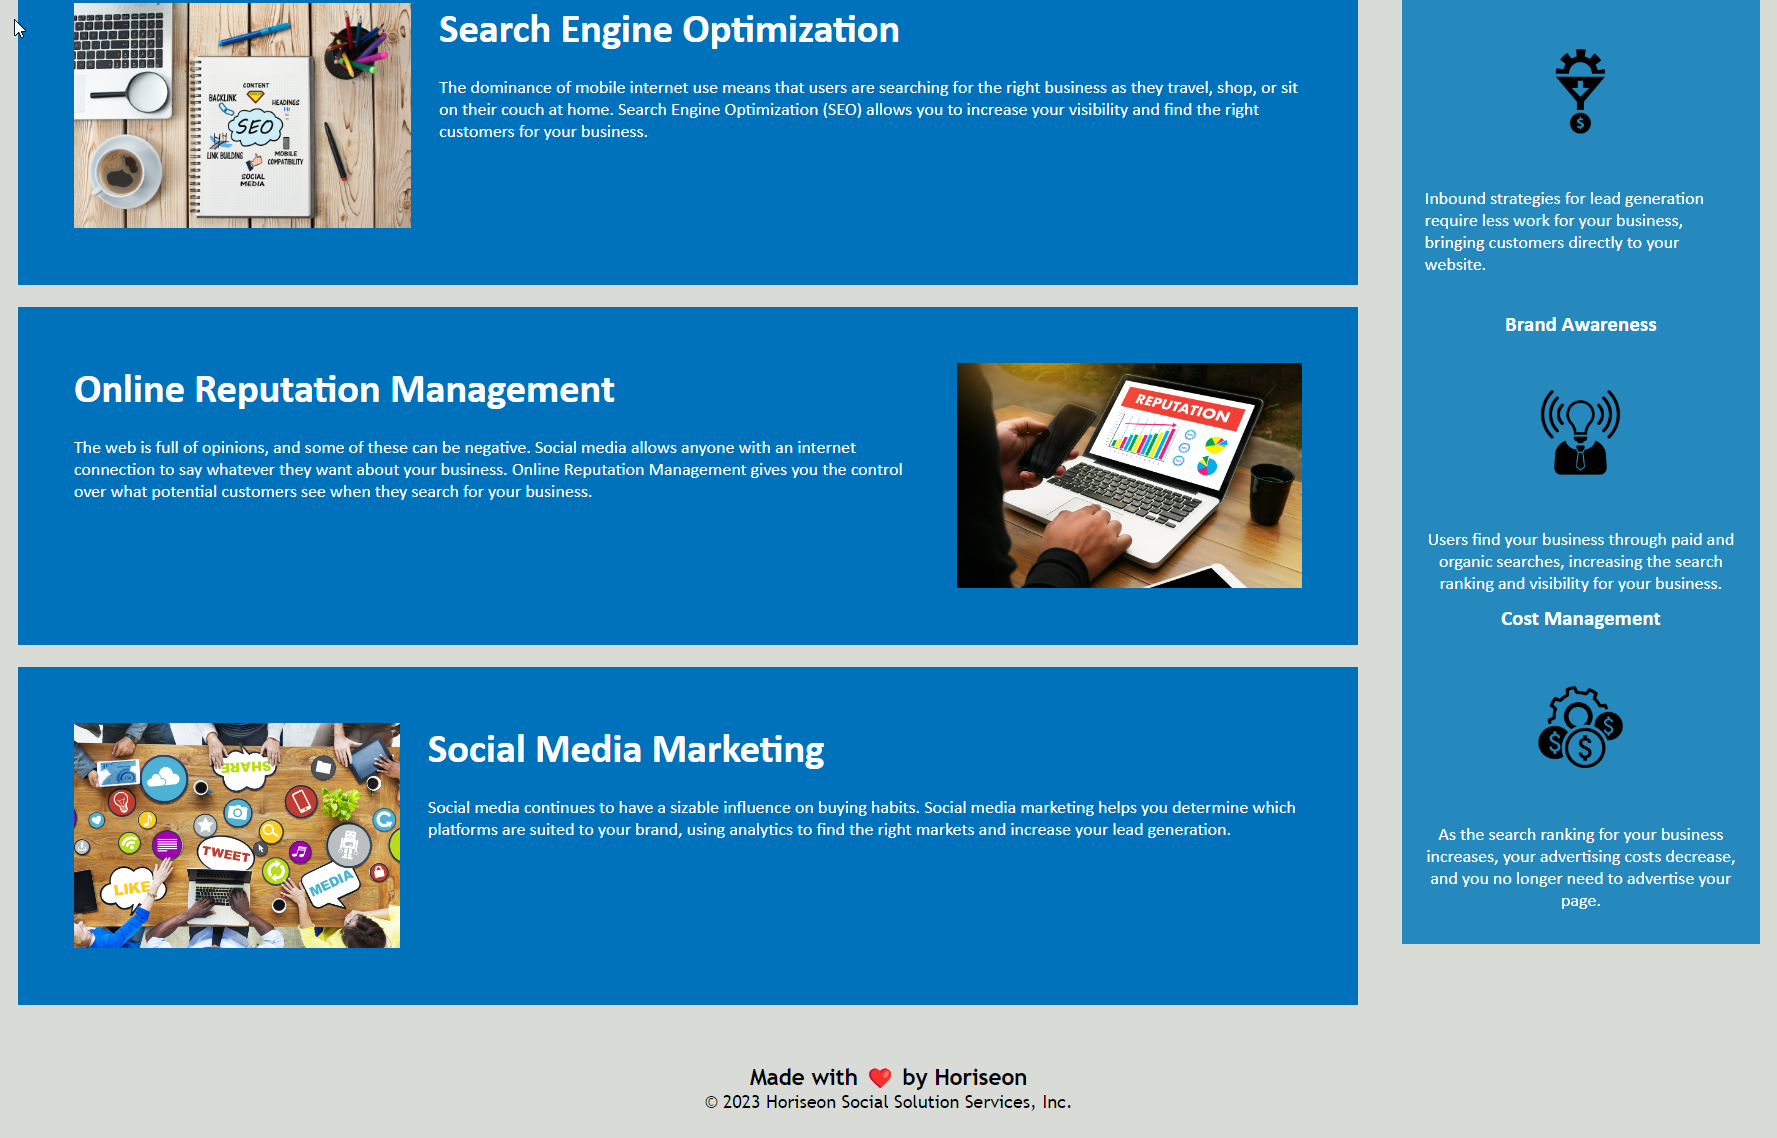 Search Engine Optimization
The dominance of mobile internet use means that users are searching for the right business as they travel, shop, or sit
on their couch at home. Search Engine Optimization (SEO) allows you to increase your visibility and find the right
customers for your business.
CONTENT
BACKLINK
HEADINGS
H1
SEO
LINK BUILDING
MOBILE
COMPATIBILITY
SOCIAL
MEDIA
Online Reputation Management
The web is full of opinions, and some of these can be negative. Social media allows anyone with an internet
connection to say whatever they want about your business. Online Reputation Management gives you the control
over what potential customers see when they search for your business.
REPUTATION
Social Media Marketing
Social media continues to have a sizable influence on buying habits. Social media marketing helps you determine which
platforms are suited to your brand, using analytics to find the right markets and increase your lead generation.
SHARE
TWEET
LIKE
MEDIA
Inbound strategies for lead generation
require less work for your business,
bringing customers directly to your
website.
Brand Awareness
Users find your business through paid and
organic searches, increasing the search
ranking and visibility for your business.
Cost Management
As the search ranking for your business
increases, your advertising costs decrease,
and you no longer need to advertise your
page.
Made with ❤️ by Horiseon
© 2023 Horiseon Social Solution Services, Inc.